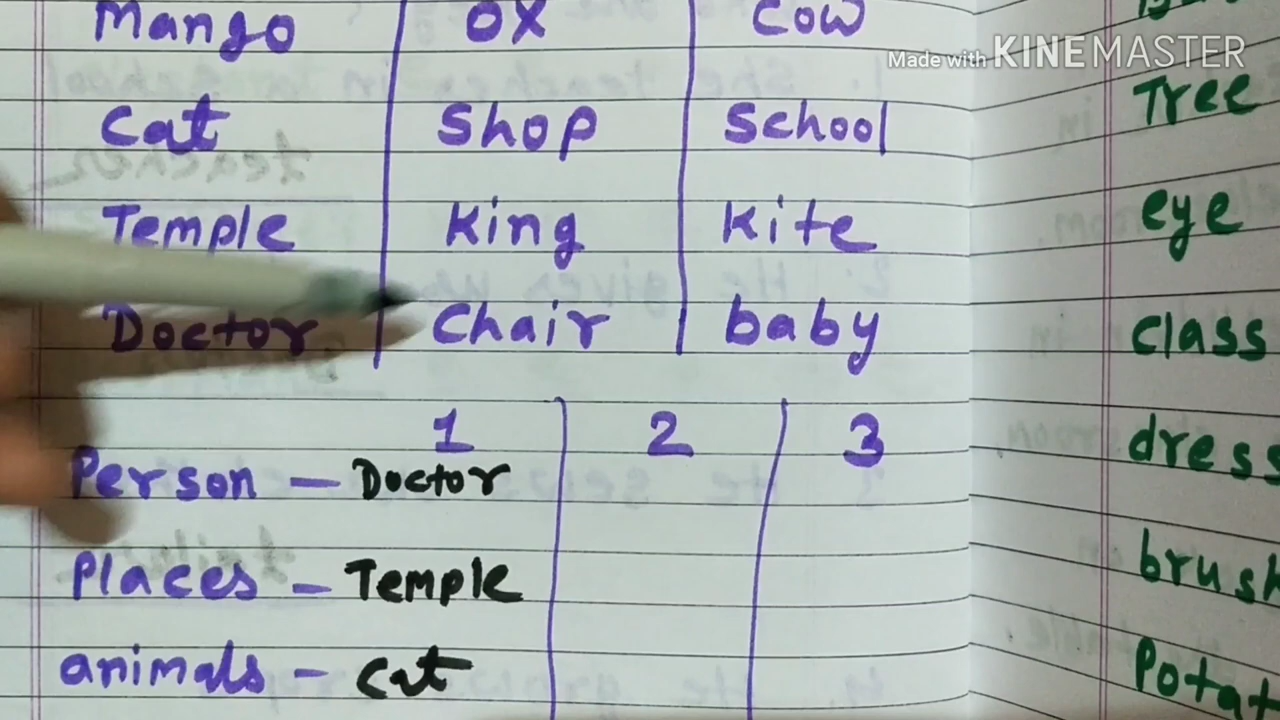 Mango OX Cow
Made with KINEMASTER
Cat Shop School
Temple King Kite
Doctor Chair baby
1 2 3
Person - Doctor
Places - Temple
animals - Cat
Tree
eye
class
dress
brush